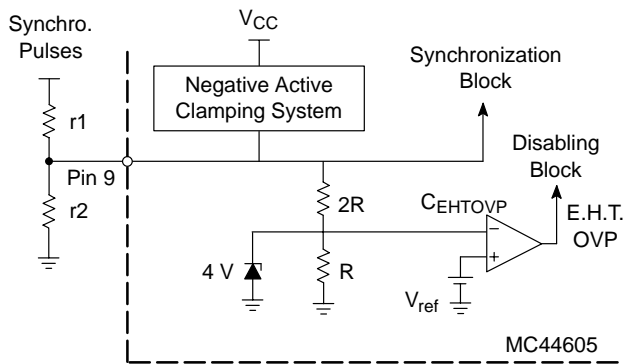 Synchro.
Pulses
VCC
Negative Active
Clamping System
Synchronization
Block
r1
Disabling
Block
Pin 9
r2
2R
CEHTOVP
E.H.T.
OVP
−
+
4 V
R
Vref
MC44605